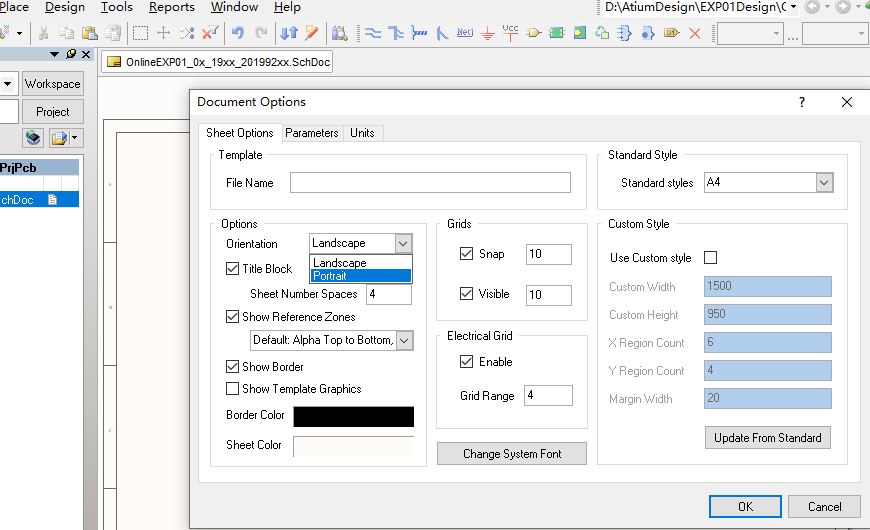 Place Design Tools Reports Window Help
D:\AtiumDesign\EXP01Design\
Net
Vcc
OnlineEXP01_0x_19xx_201992xx.SchDoc
Workspace
Project
PrjPcb
chDoc
Document Options
?
Sheet Options Parameters Units
Template
File Name
Standard Style
Standard styles A4
Options
Orientation Landscape
Landscape
Portrait
Title Block
Sheet Number Spaces 4
Show Reference Zones
Default: Alpha Top to Bottom,
Show Border
Show Template Graphics
Border Color
Sheet Color
Grids
Snap 10
Visible 10
Electrical Grid
Enable
Grid Range 4
Change System Font
Custom Style
Use Custom style
Custom Width 1500
Custom Height 950
X Region Count 6
Y Region Count 4
Margin Width 20
Update From Standard
OK Cancel
A
B
C